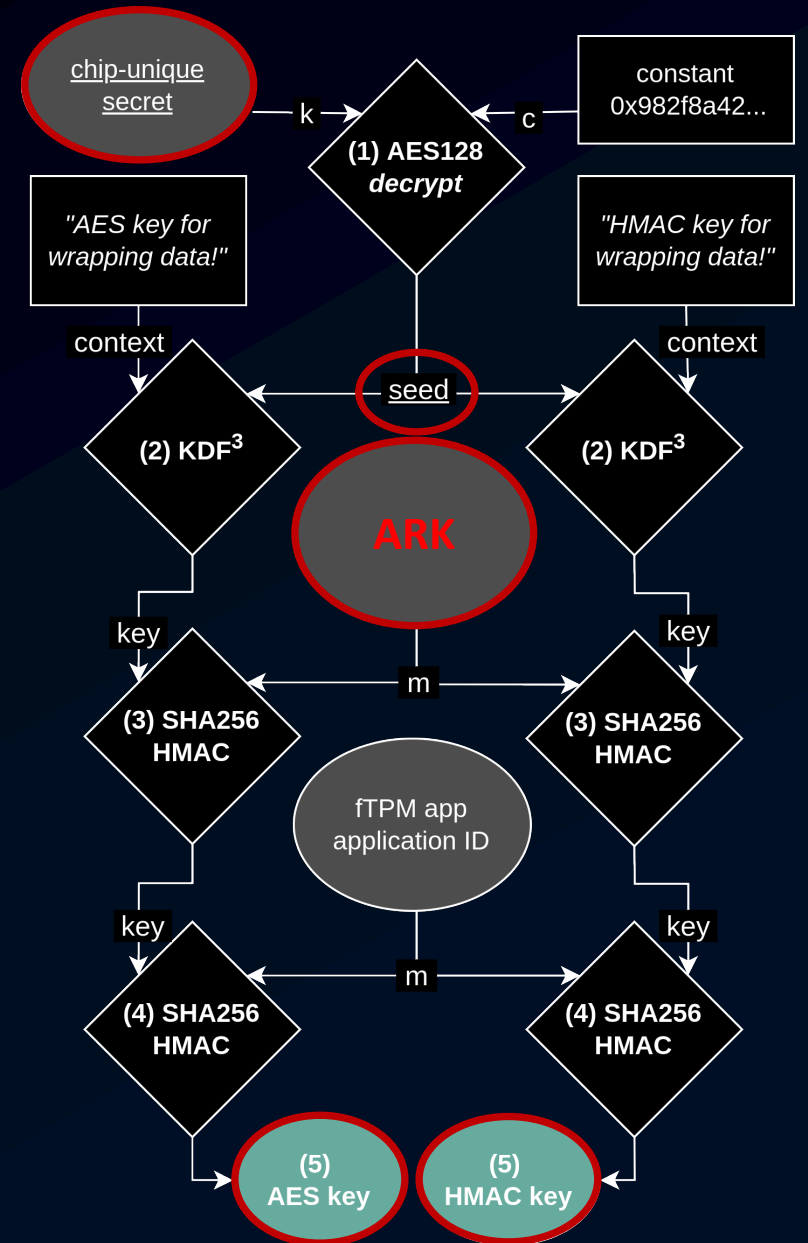 chip-unique
secret
k
c
constant
0x982f8a42...
(1) AES128
decrypt
"AES key for
wrapping data!"
"HMAC key for
wrapping data!"
context
context
seed
(2) KDF³
(2) KDF³
ARK
key
key
m
(3) SHA256
HMAC
(3) SHA256
HMAC
fTPM app
application ID
key
key
m
(4) SHA256
HMAC
(4) SHA256
HMAC
(5)
AES key
(5)
HMAC key